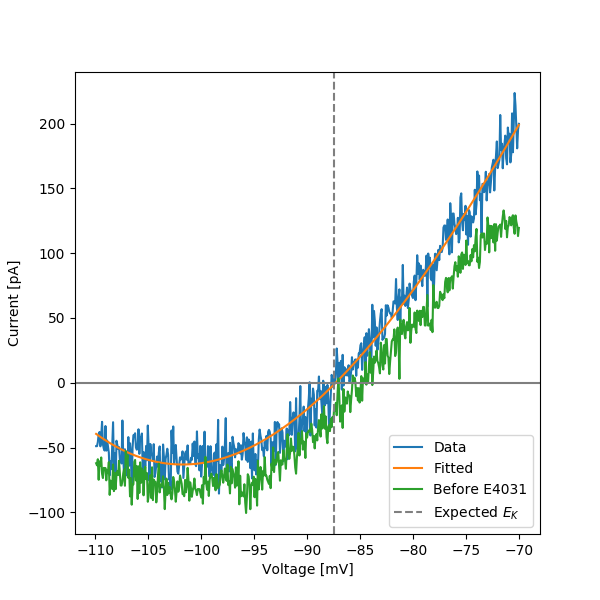 200
150
100
50
0
−50
−100
Current [pA]
−110 −105 −100 −95 −90 −85 −80 −75 −70
Voltage [mV]
Data
Fitted
Before E4031
Expected E_K